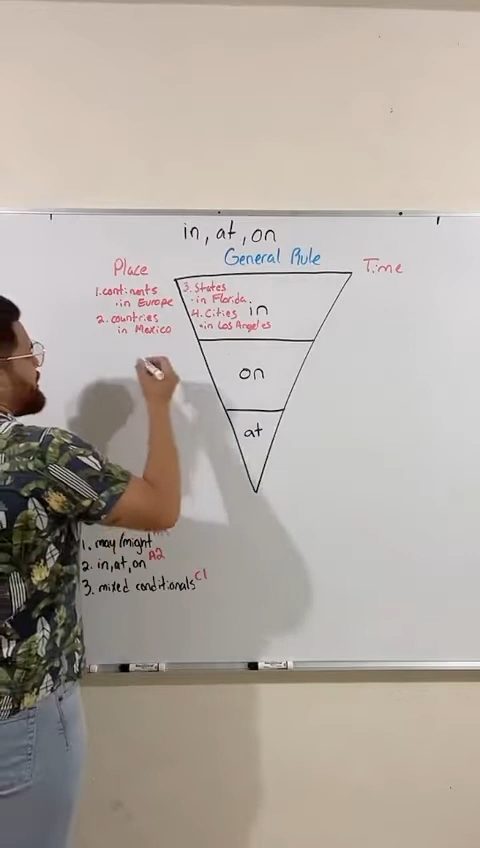 in, at, on
General Rule
Place
Time
1. continents
· in Europe
2. countries
in Mexico
3. States
· in Florida.
4. Cities
· in Los Angeles
in
on
at
1. may/might
2. in, at, on A2
3. mixed conditionals C1